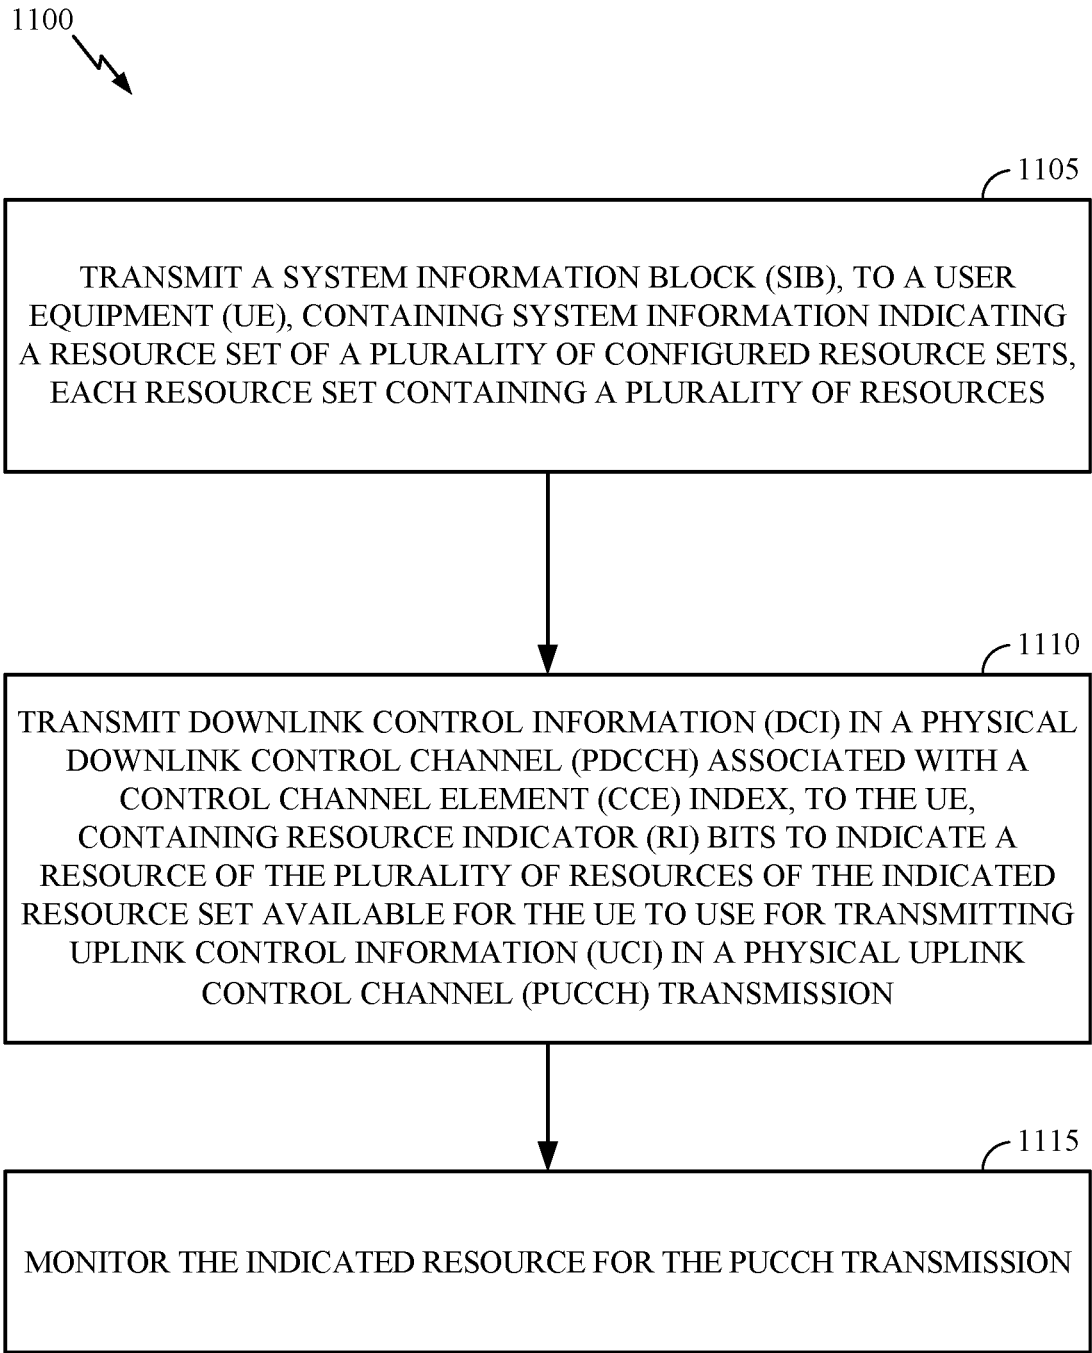 1100
1105
TRANSMIT A SYSTEM INFORMATION BLOCK (SIB), TO A USER
EQUIPMENT (UE), CONTAINING SYSTEM INFORMATION INDICATING
A RESOURCE SET OF A PLURALITY OF CONFIGURED RESOURCE SETS,
EACH RESOURCE SET CONTAINING A PLURALITY OF RESOURCES
1110
TRANSMIT DOWNLINK CONTROL INFORMATION (DCI) IN A PHYSICAL
DOWNLINK CONTROL CHANNEL (PDCCH) ASSOCIATED WITH A
CONTROL CHANNEL ELEMENT (CCE) INDEX, TO THE UE,
CONTAINING RESOURCE INDICATOR (RI) BITS TO INDICATE A
RESOURCE OF THE PLURALITY OF RESOURCES OF THE INDICATED
RESOURCE SET AVAILABLE FOR THE UE TO USE FOR TRANSMITTING
UPLINK CONTROL INFORMATION (UCI) IN A PHYSICAL UPLINK
CONTROL CHANNEL (PUCCH) TRANSMISSION
1115
MONITOR THE INDICATED RESOURCE FOR THE PUCCH TRANSMISSION